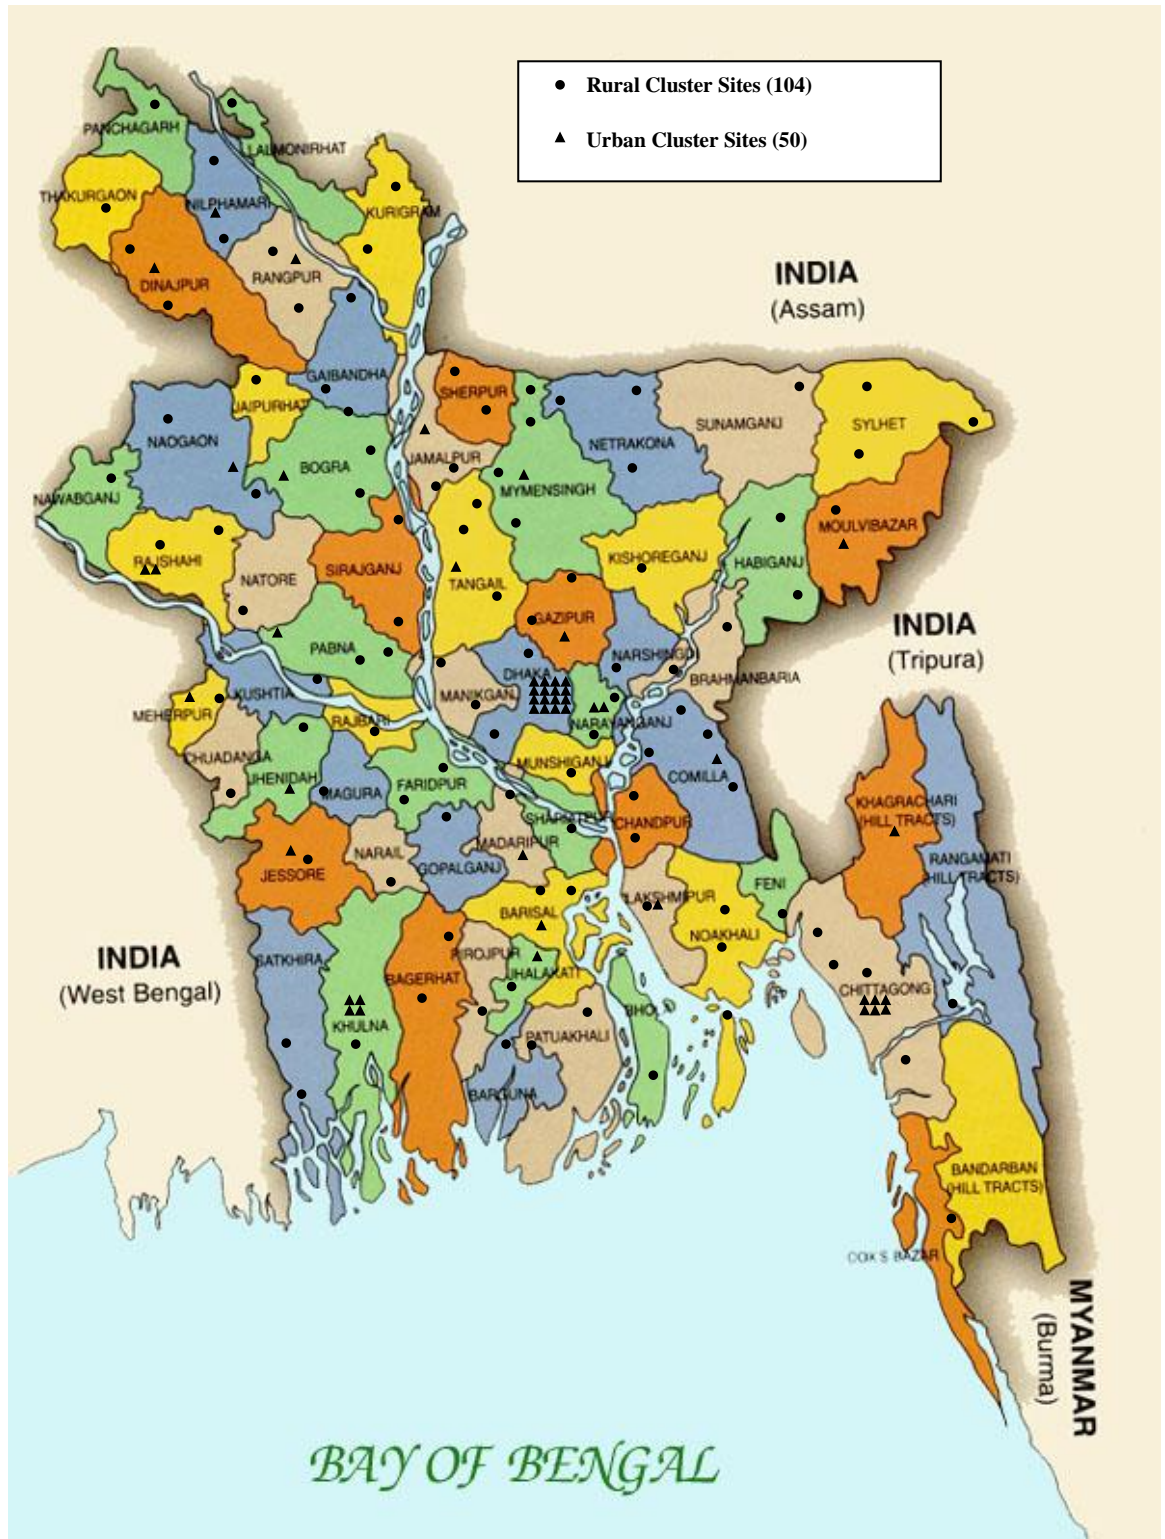 Rural Cluster Sites (104)
Urban Cluster Sites (50)
PANCHAGARH
LALMONIRHAT
THAKURGAON
NILPHAMARI
KURIGRAM
DINAJPUR
RANGPUR
INDIA
(Assam)
GAIBANDHA
SHERPUR
JAIPURHAT
NAOGAON
SUNAMGANJ
SYLHET
NETRAKONA
BOGRA
JAMALPUR
MYMENSINGH
NAWABGANJ
MOULVIBAZAR
RAJSHAHI
SIRAJGANJ
KISHOREGANJ
HABIGANJ
NATORE
TANGAIL
GAZIPUR
INDIA
(Tripura)
PABNA
NARSHINGDI
DHAKA
BRAHMANBARIA
KUSHTIA
MANIKGANJ
MEHERPUR
RAJBARI
NARAYANGANJ
CHUADANGA
MUNSHIGANJ
COMILLA
JHENIDAH
MAGURA
FARIDPUR
KHAGRACHARI
(HILL TRACTS)
SHARIATPUR
CHANDPUR
MADARIPUR
NARAIL
GOPALGANJ
RANGAMATI
(HILL TRACTS)
JESSORE
FENI
LAKSHMIPUR
BARISAL
NOAKHALI
INDIA
(West Bengal)
SATKHIRA
PIROJPUR
JHALAKATI
BAGERHAT
CHITTAGONG
KHULNA
BHOLA
PATUAKHALI
BARGUNA
BANDARBAN
(HILL TRACTS)
COX'S BAZAR
MYANMAR
(Burma)
BAY OF BENGAL